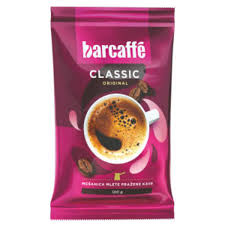 barcaffè
CLASSIC
ORIGINAL
MEŠANICA MLETE PRAŽENE KAVE